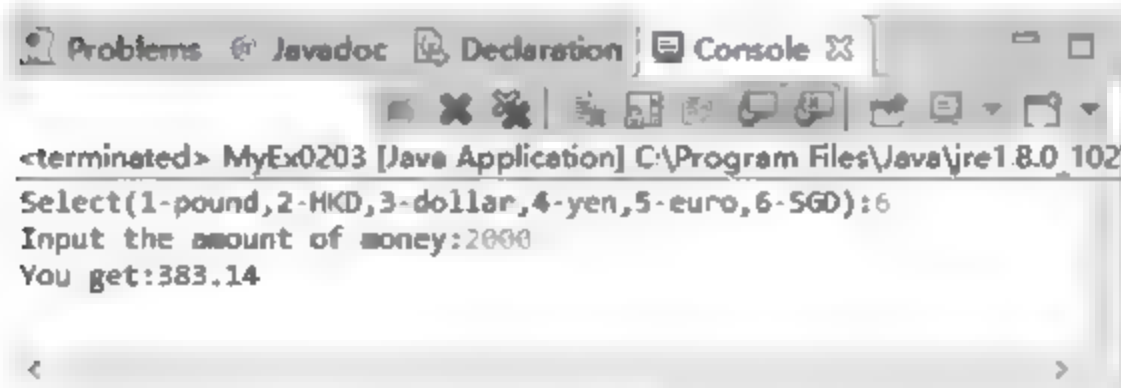 Problems @ Javadoc Declaration Console
<terminated> MyEx0203 [Java Application] C:\Program Files\Java\jre1.8.0_102
Select(1-pound,2-HKD,3-dollar,4-yen,5-euro,6-SGD):6
Input the amount of money:2000
You get:383.14